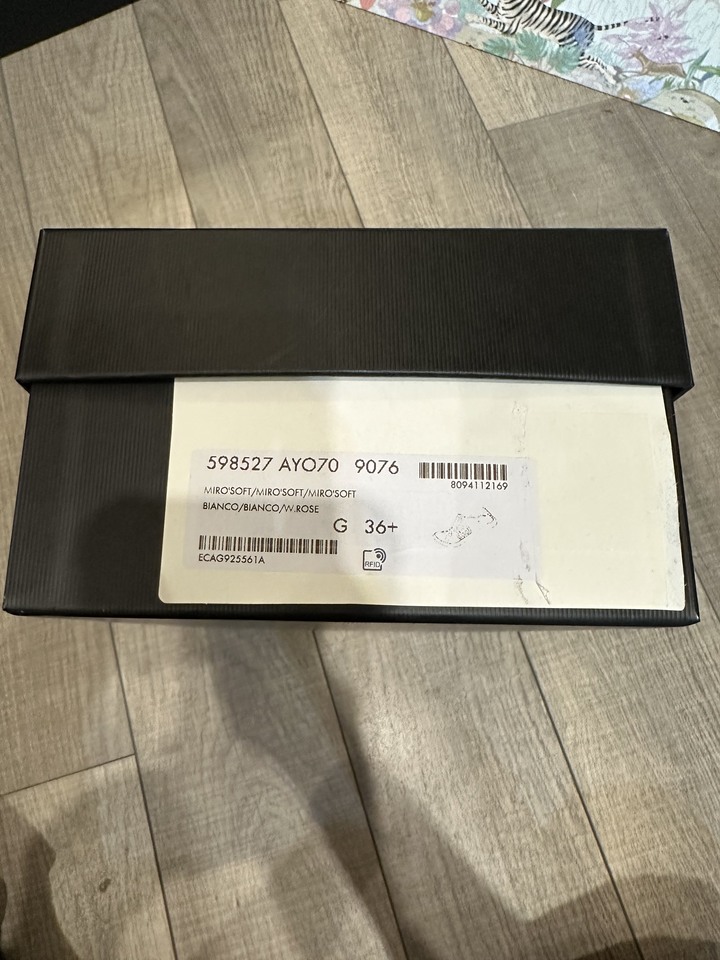 598527 AYO70 9076
8094112169
MIRO'SOFT/MIRO'SOFT/MIRO'SOFT
BIANCO/BIANCO/W.ROSE
G 36+
ECAG925561A
RFID